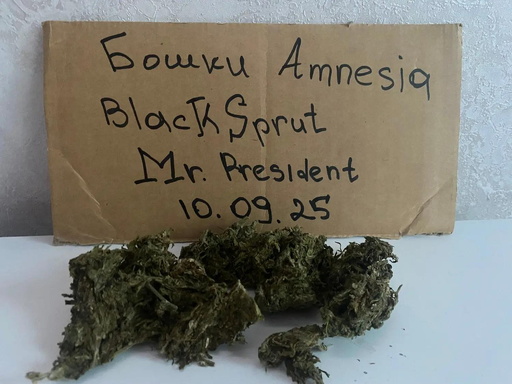 Бошки Amnesia
BlackSprut
Mr. President
10.09.25